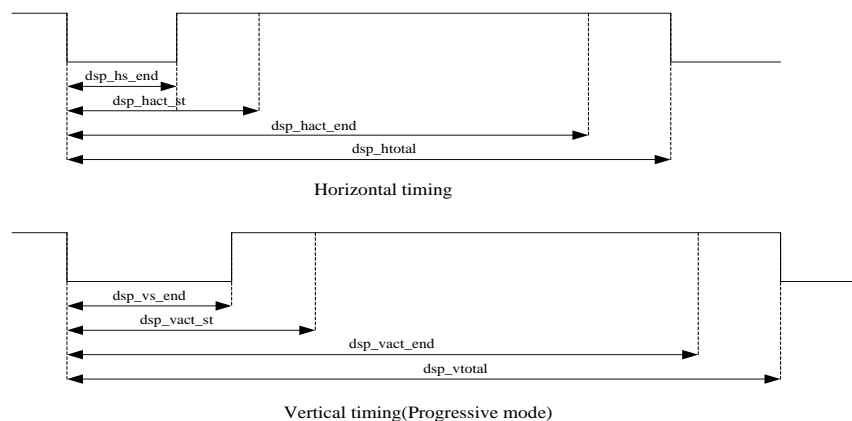 dsp_hs_end
dsp_hact_st
dsp_hact_end
dsp_htotal
Horizontal timing
dsp_vs_end
dsp_vact_st
dsp_vact_end
dsp_vtotal
Vertical timing(Progressive mode)